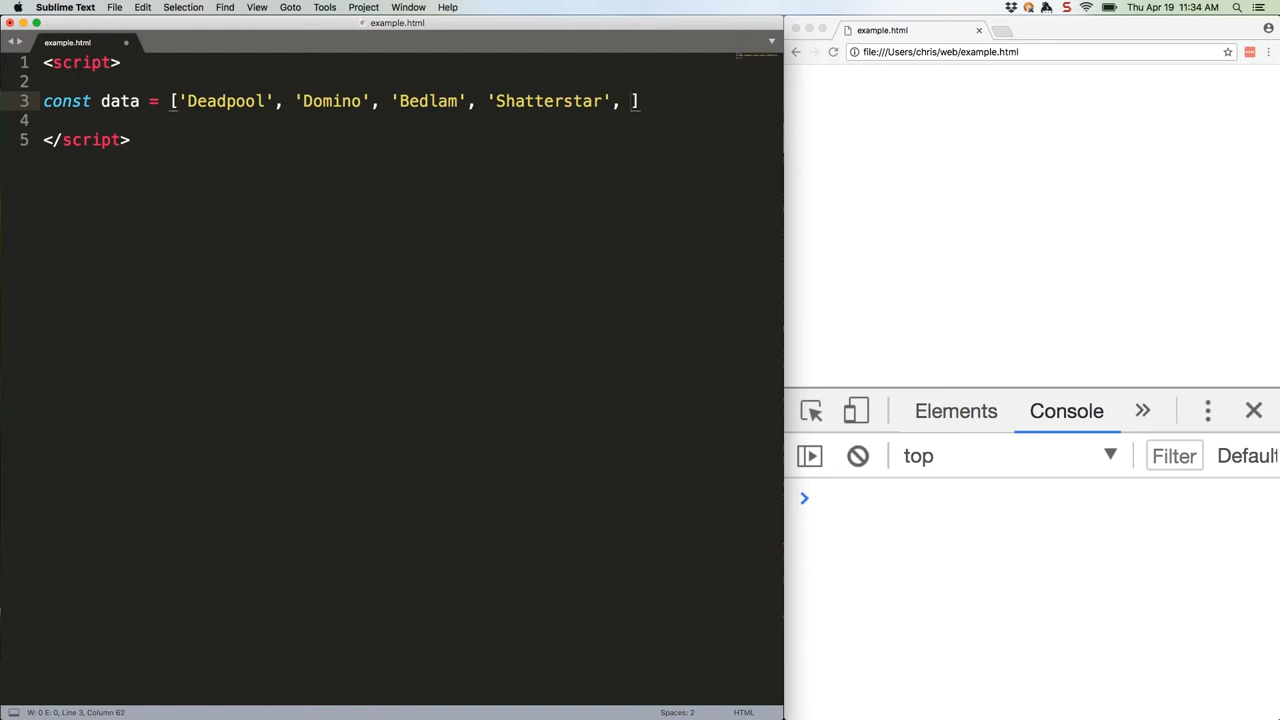 Sublime Text File Edit Selection Find View Goto Tools Project Window Help Thu Apr 19 11:34 AM
example.html
example.html
1 <script>
2
3 const data = ['Deadpool', 'Domino', 'Bedlam', 'Shatterstar', ]
4
5 </script>
W: 0 E: 0, Line 3, Column 62 Spaces: 2 HTML
example.html
file:///Users/chris/web/example.html
Elements Console
top Filter Default